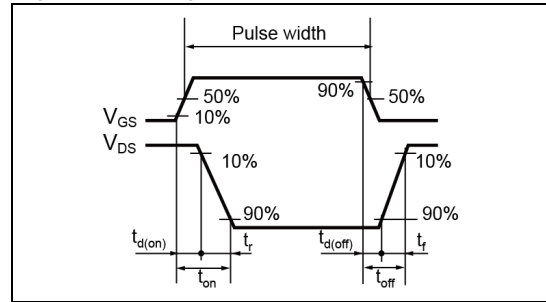 Pulse width
90%
50%
50%
VGS
10%
VDS
10%
10%
90%
90%
td(on)
tr
td(off)
tf
ton
toff